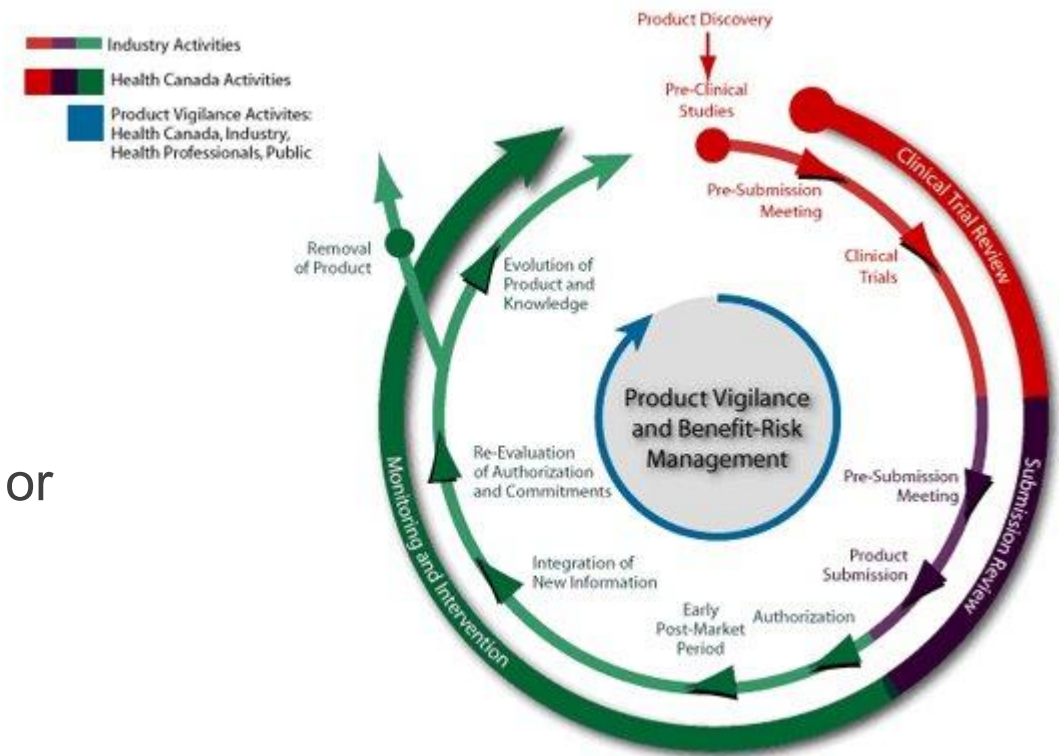 Product Discovery
Industry Activities
Health Canada Activities
Product Vigilance Activites:
Health Canada, Industry,
Health Professionals, Public
Pre-Clinical
Studies
Clinical Trial Review
Pre-Submission
Meeting
Clinical
Trials
Removal
of Product
Evolution of
Product and
Knowledge
Product Vigilance
and Benefit-Risk
Management
or
Re-Evaluation
of Authorization
and Commitments
Pre-Submission
Meeting
Submission Review
Product
Submission
Monitoring and Intervention
Integration of
New Information
Early
Post-Market
Period
Authorization